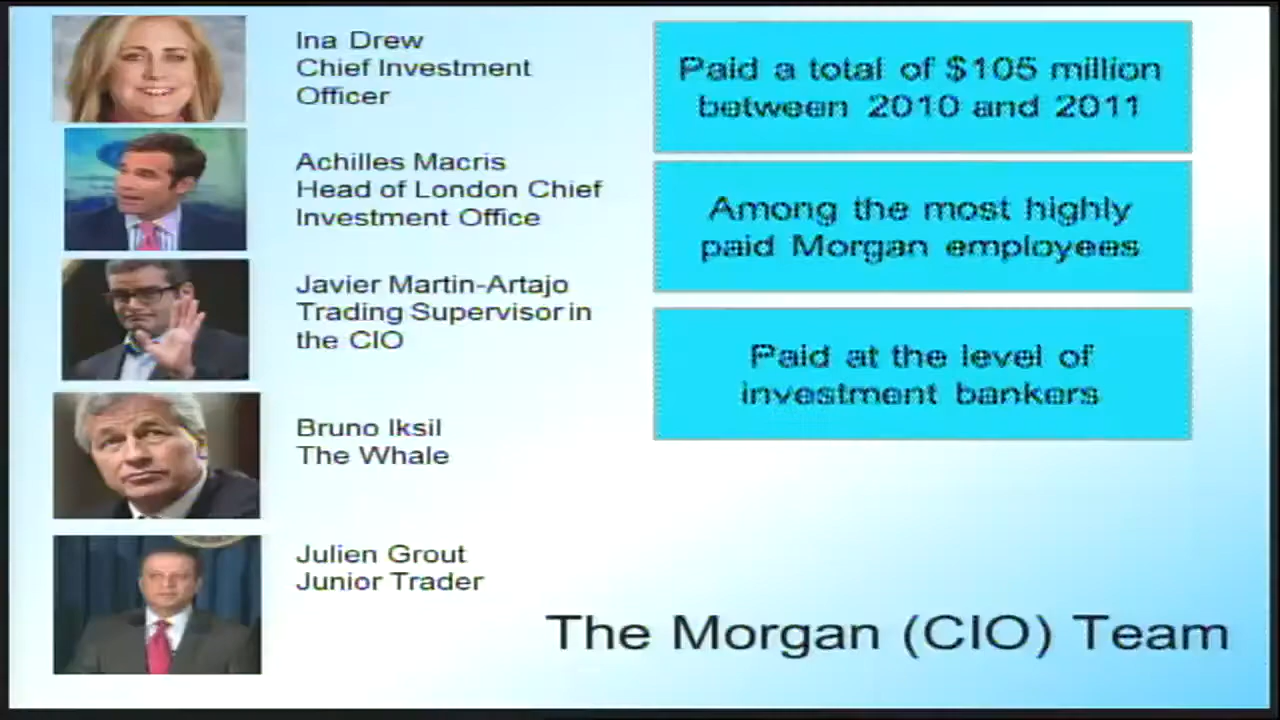 Ina Drew
Chief Investment
Officer
Achilles Macris
Head of London Chief
Investment Office
Javier Martin-Artajo
Trading Supervisor in
the CIO
Bruno Iksil
The Whale
Julien Grout
Junior Trader
Paid a total of $105 million
between 2010 and 2011
Among the most highly
paid Morgan employees
Paid at the level of
investment bankers
The Morgan (CIO) Team